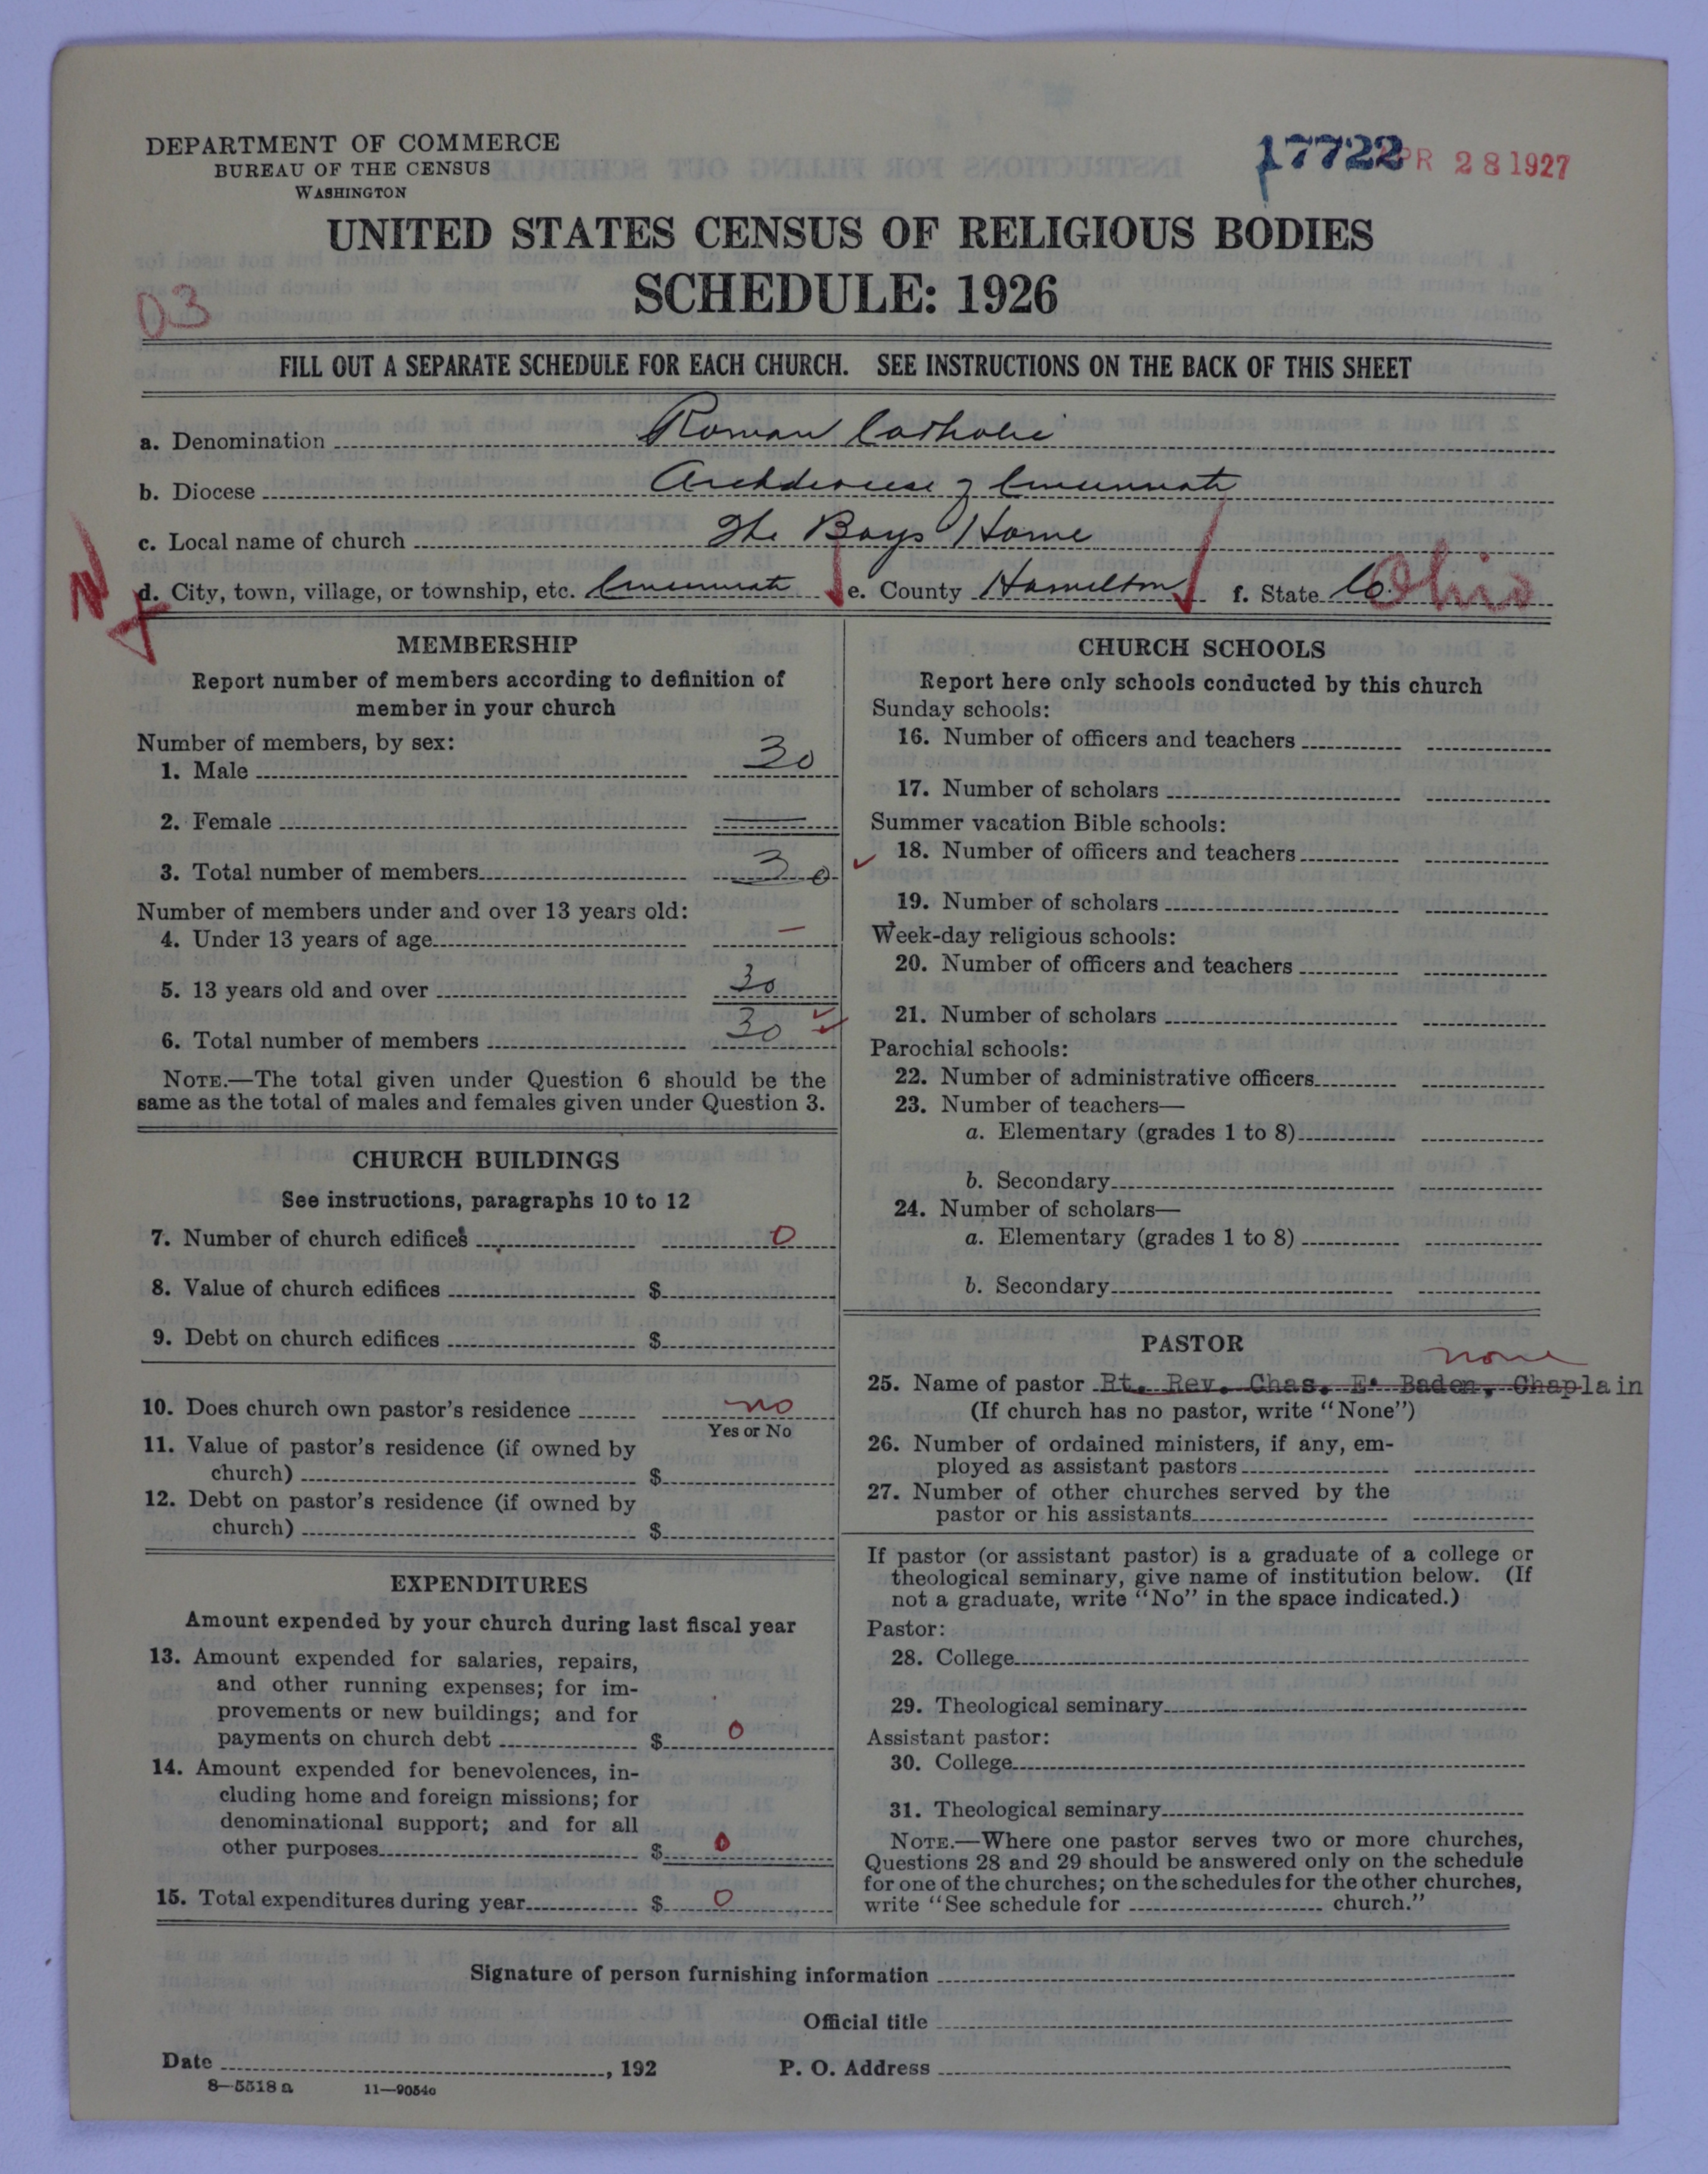 DEPARTMENT OF COMMERCE
BUREAU OF THE CENSUS
WASHINGTON
17722
APR 28 1927
UNITED STATES CENSUS OF RELIGIOUS BODIES
SCHEDULE: 1926
03
FILL OUT A SEPARATE SCHEDULE FOR EACH CHURCH. SEE INSTRUCTIONS ON THE BACK OF THIS SHEET
a. Denomination Roman Catholic
b. Diocese Archdiocese of Cincinnati
c. Local name of church The Boys Home
d. City, town, village, or township, etc. Cincinnati e. County Hamilton f. State O. Ohio
N
MEMBERSHIP
Report number of members according to definition of
member in your church
Number of members, by sex:
1. Male 30
2. Female —
3. Total number of members 30
Number of members under and over 13 years old:
4. Under 13 years of age —
5. 13 years old and over 30
6. Total number of members 30
NOTE.—The total given under Question 6 should be the
same as the total of males and females given under Question 3.
CHURCH BUILDINGS
See instructions, paragraphs 10 to 12
7. Number of church edifices 0
8. Value of church edifices $
9. Debt on church edifices $
10. Does church own pastor's residence no
Yes or No
11. Value of pastor's residence (if owned by
church) $
12. Debt on pastor's residence (if owned by
church) $
EXPENDITURES
Amount expended by your church during last fiscal year
13. Amount expended for salaries, repairs,
and other running expenses; for im-
provements or new buildings; and for
payments on church debt $ 0
14. Amount expended for benevolences, in-
cluding home and foreign missions; for
denominational support; and for all
other purposes $ 0
15. Total expenditures during year $ 0
CHURCH SCHOOLS
Report here only schools conducted by this church
Sunday schools:
16. Number of officers and teachers
17. Number of scholars
Summer vacation Bible schools:
18. Number of officers and teachers
19. Number of scholars
Week-day religious schools:
20. Number of officers and teachers
21. Number of scholars
Parochial schools:
22. Number of administrative officers
23. Number of teachers—
a. Elementary (grades 1 to 8)
b. Secondary
24. Number of scholars—
a. Elementary (grades 1 to 8)
b. Secondary
PASTOR
none
25. Name of pastor Rt. Rev. Chas. E. Baden, Chaplain
(If church has no pastor, write "None")
26. Number of ordained ministers, if any, em-
ployed as assistant pastors
27. Number of other churches served by the
pastor or his assistants
If pastor (or assistant pastor) is a graduate of a college or
theological seminary, give name of institution below. (If
not a graduate, write "No" in the space indicated.)
Pastor:
28. College
29. Theological seminary
Assistant pastor:
30. College
31. Theological seminary
NOTE.—Where one pastor serves two or more churches,
Questions 28 and 29 should be answered only on the schedule
for one of the churches; on the schedules for the other churches,
write "See schedule for church."
Signature of person furnishing information
Official title
Date , 192 P. O. Address
8—5518 a 11—9054c